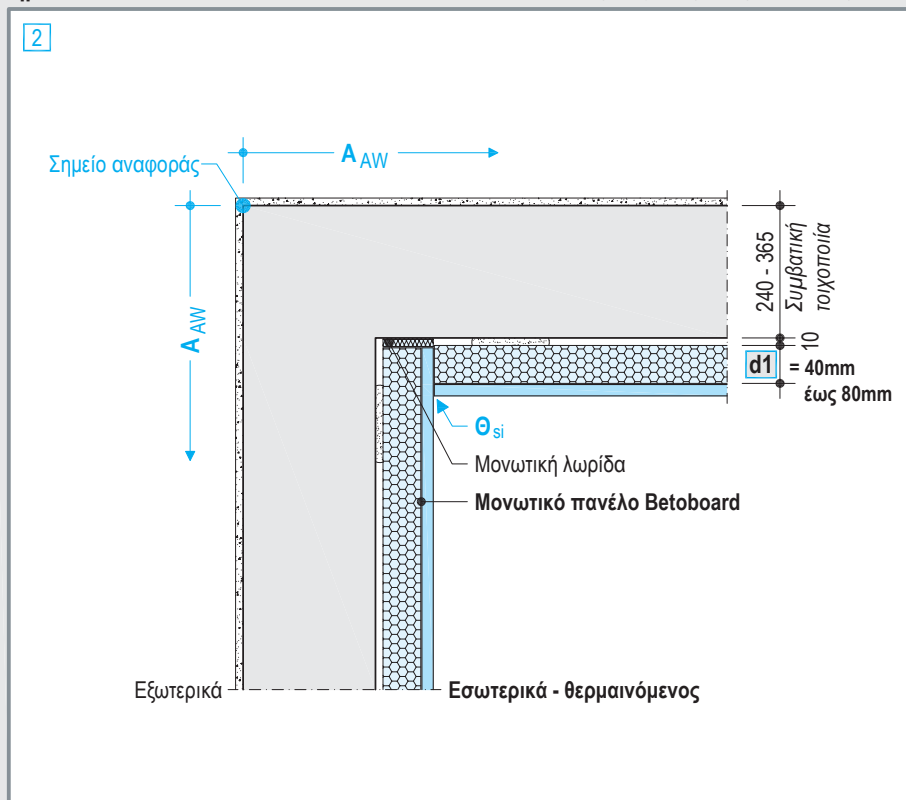 2
A AW
Σημείο αναφοράς
A AW
240 - 365
Συμβατική
τοιχοποιία
10
d1 = 40mm
έως 80mm
Θsi
Μονωτική λωρίδα
Μονωτικό πανέλο Betoboard
Εξωτερικά
Εσωτερικά - θερμαινόμενος